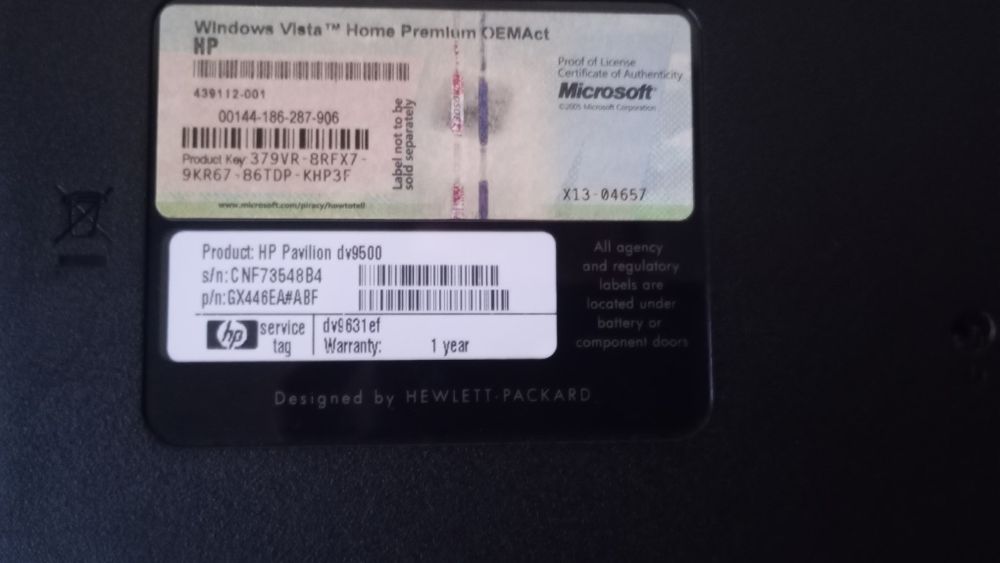 Windows Vista™ Home Premium OEMAct
HP
439112-001
00144-186-287-906
Product Key: 379VR-8RFX7-
9KR67-86TDP-KHP3F
www.microsoft.com/piracy/howtotell
Label not to be
sold separately
Proof of License
Certificate of Authenticity
Microsoft
©2005 Microsoft Corporation
X13-04657
Product: HP Pavilion dv9500
s/n:CNF73548B4
p/n:GX446EA#ABF
hp
service
tag
dv9631ef
Warranty: 1 year
All agency
and regulatory
labels are
located under
battery or
component doors
Designed by HEWLETT-PACKARD